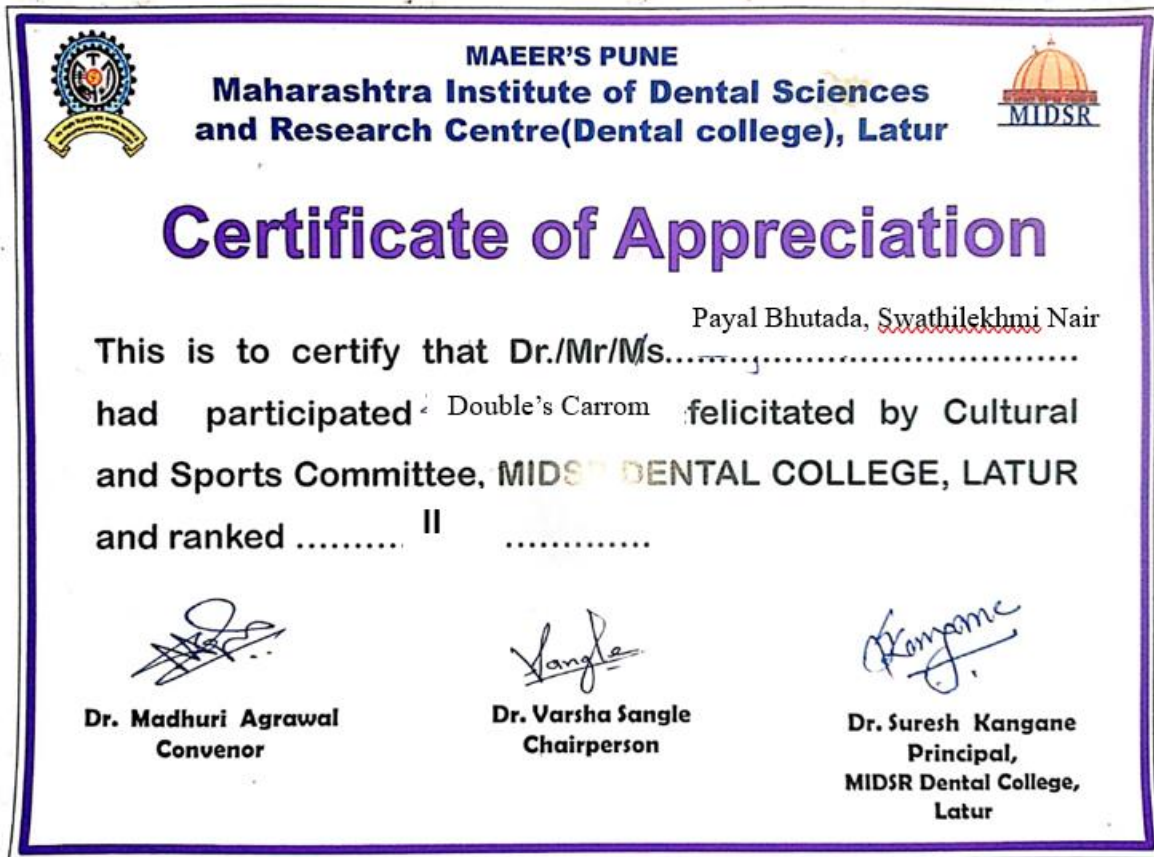 MAEER'S PUNE
Maharashtra Institute of Dental Sciences
and Research Centre(Dental college), Latur
MIDSR
Certificate of Appreciation
Payal Bhutada, Swathilekhmi Nair
This is to certify that Dr./Mr/Ms..........................................
had participated Double's Carrom felicitated by Cultural
and Sports Committee, MIDSR DENTAL COLLEGE, LATUR
and ranked .......... II .............
Sangle
Kangane
Dr. Madhuri Agrawal
Convenor
Dr. Varsha Sangle
Chairperson
Dr. Suresh Kangane
Principal,
MIDSR Dental College,
Latur